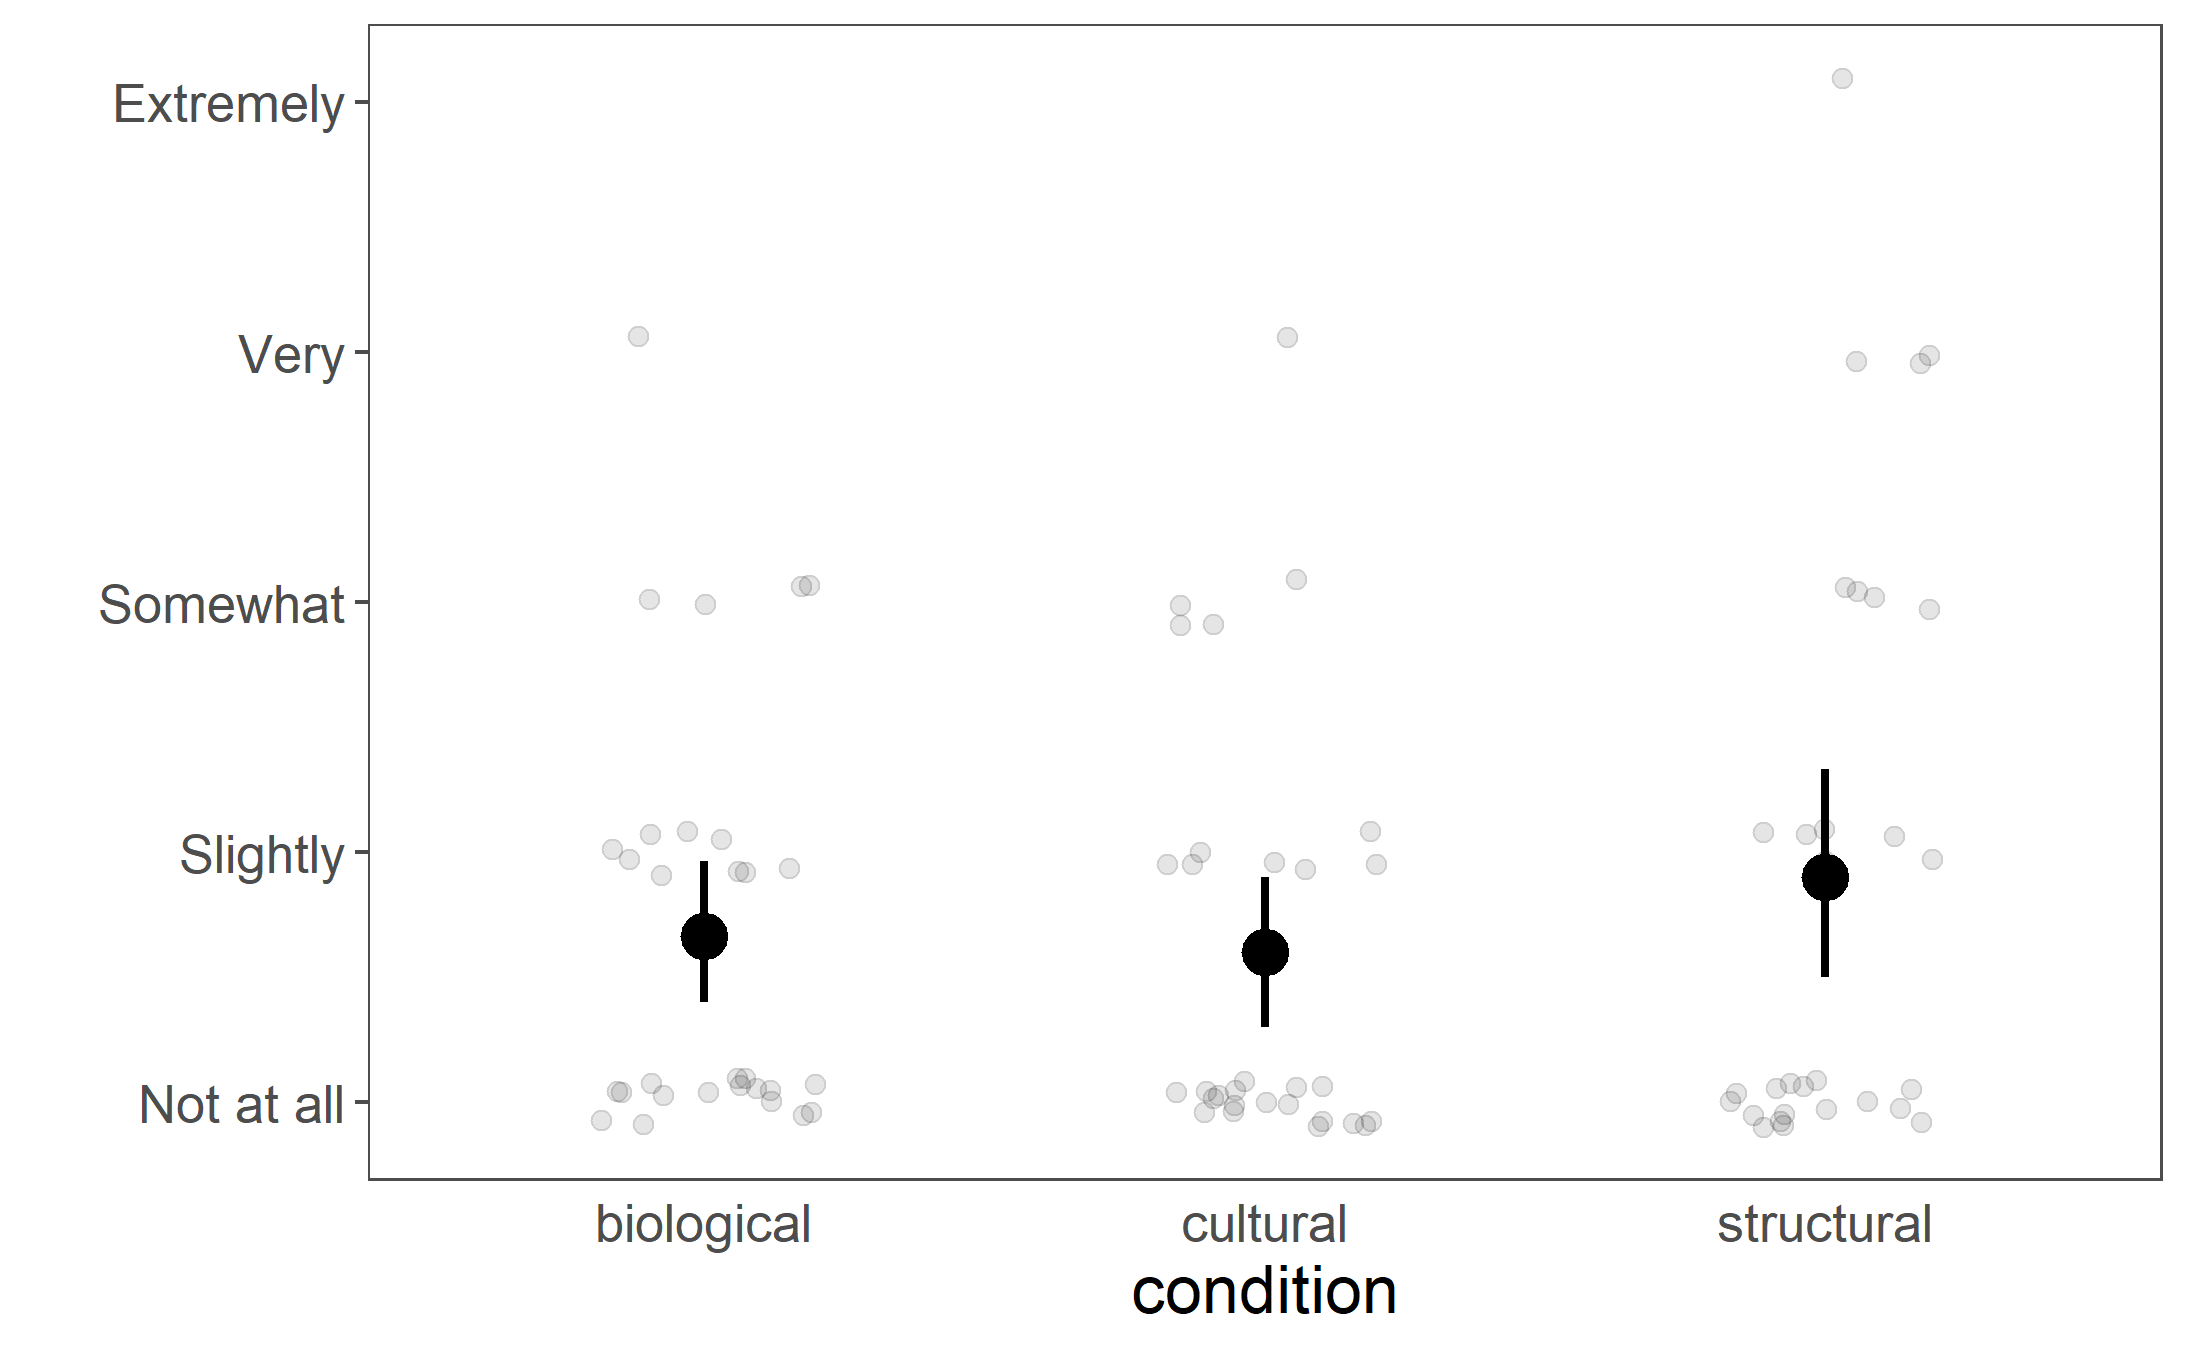 Extremely
Very
Somewhat
Slightly
Not at all
biological cultural structural
condition